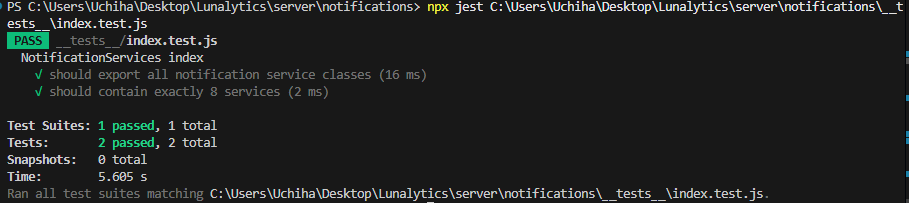 PS C:\Users\Uchiha\Desktop\Lunalytics\server\notifications> npx jest C:\Users\Uchiha\Desktop\Lunalytics\server\notifications\__t
ests__\index.test.js
PASS __tests__/index.test.js
NotificationServices index
√ should export all notification service classes (16 ms)
√ should contain exactly 8 services (2 ms)
Test Suites: 1 passed, 1 total
Tests: 2 passed, 2 total
Snapshots: 0 total
Time: 5.605 s
Ran all test suites matching C:\Users\Uchiha\Desktop\Lunalytics\server\notifications\__tests__\index.test.js.